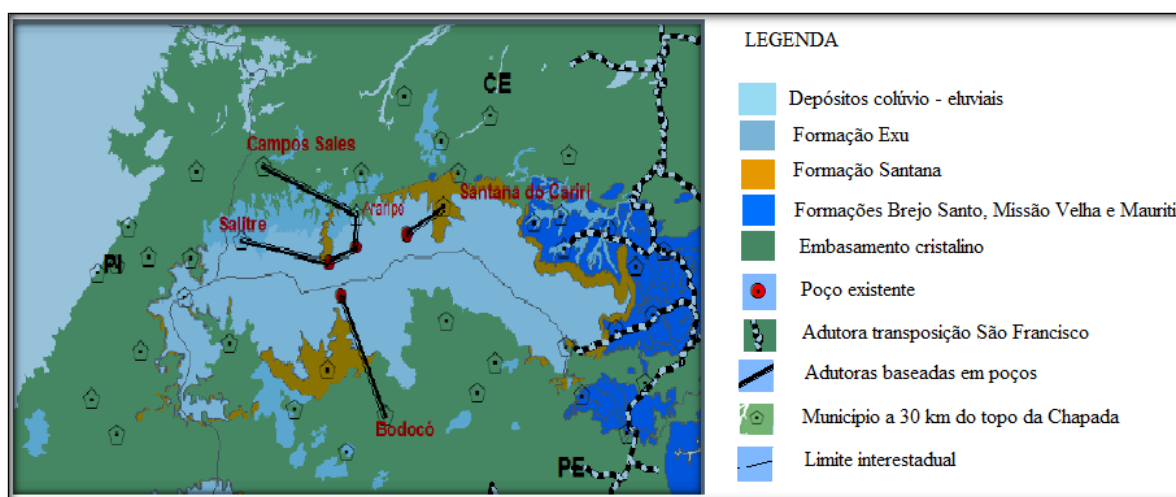 CE
Campos Sales
Santana do Cariri
Araripe
Salitre
PI
Bodocó
PE
LEGENDA
Depósitos colúvio - eluviais
Formação Exu
Formação Santana
Formações Brejo Santo, Missão Velha e Mauriti
Embasamento cristalino
Poço existente
Adutora transposição São Francisco
Adutoras baseadas em poços
Município a 30 km do topo da Chapada
Limite interestadual